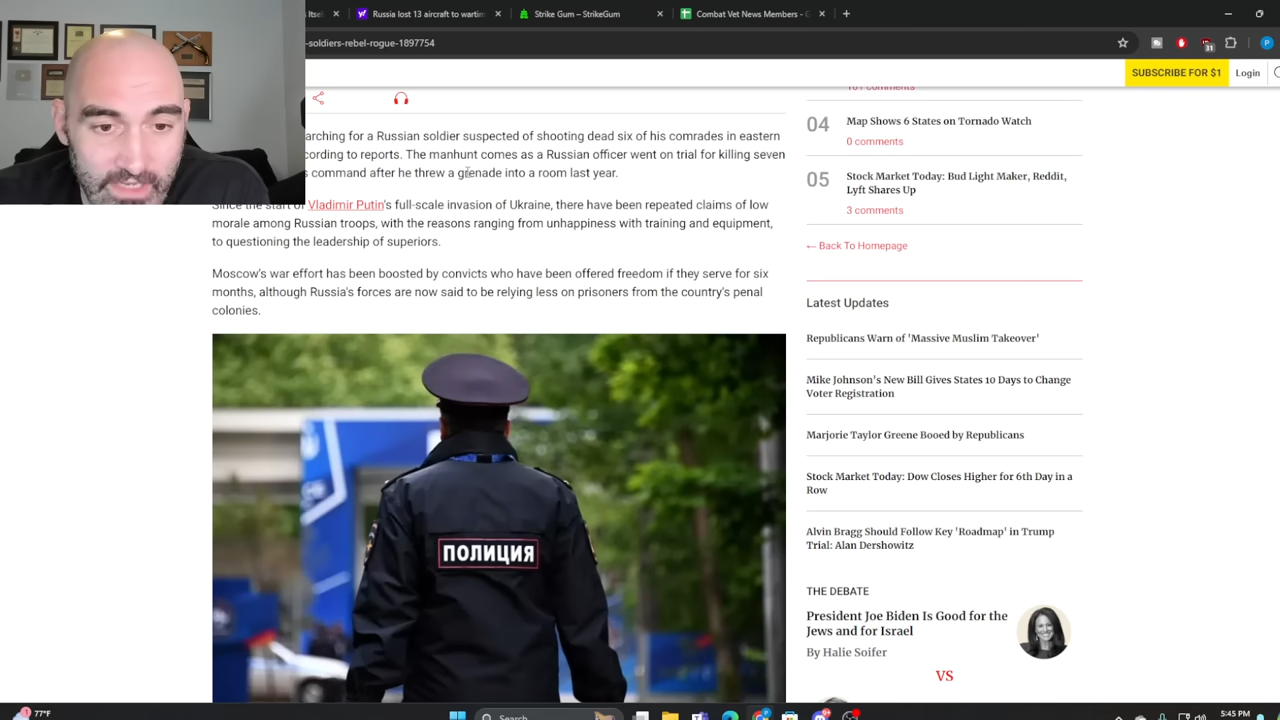 Itself
Russia lost 13 aircraft to wartim
Strike Gum – StrikeGum
Combat Vet News Members - G
-soldiers-rebel-rogue-1897754
31
P
SUBSCRIBE FOR $1
Login
arching for a Russian soldier suspected of shooting dead six of his comrades in eastern
cording to reports. The manhunt comes as a Russian officer went on trial for killing seven
s command after he threw a grenade into a room last year.
Since the start of Vladimir Putin's full-scale invasion of Ukraine, there have been repeated claims of low
morale among Russian troops, with the reasons ranging from unhappiness with training and equipment,
to questioning the leadership of superiors.
Moscow's war effort has been boosted by convicts who have been offered freedom if they serve for six
months, although Russia's forces are now said to be relying less on prisoners from the country's penal
colonies.
ПОЛИЦИЯ
comments
04
Map Shows 6 States on Tornado Watch
0 comments
05
Stock Market Today: Bud Light Maker, Reddit,
Lyft Shares Up
3 comments
← Back To Homepage
Latest Updates
Republicans Warn of 'Massive Muslim Takeover'
Mike Johnson's New Bill Gives States 10 Days to Change
Voter Registration
Marjorie Taylor Greene Booed by Republicans
Stock Market Today: Dow Closes Higher for 6th Day in a
Row
Alvin Bragg Should Follow Key 'Roadmap' in Trump
Trial: Alan Dershowitz
THE DEBATE
President Joe Biden Is Good for the
Jews and for Israel
By Halie Soifer
VS
77°F
Search
5:45 PM